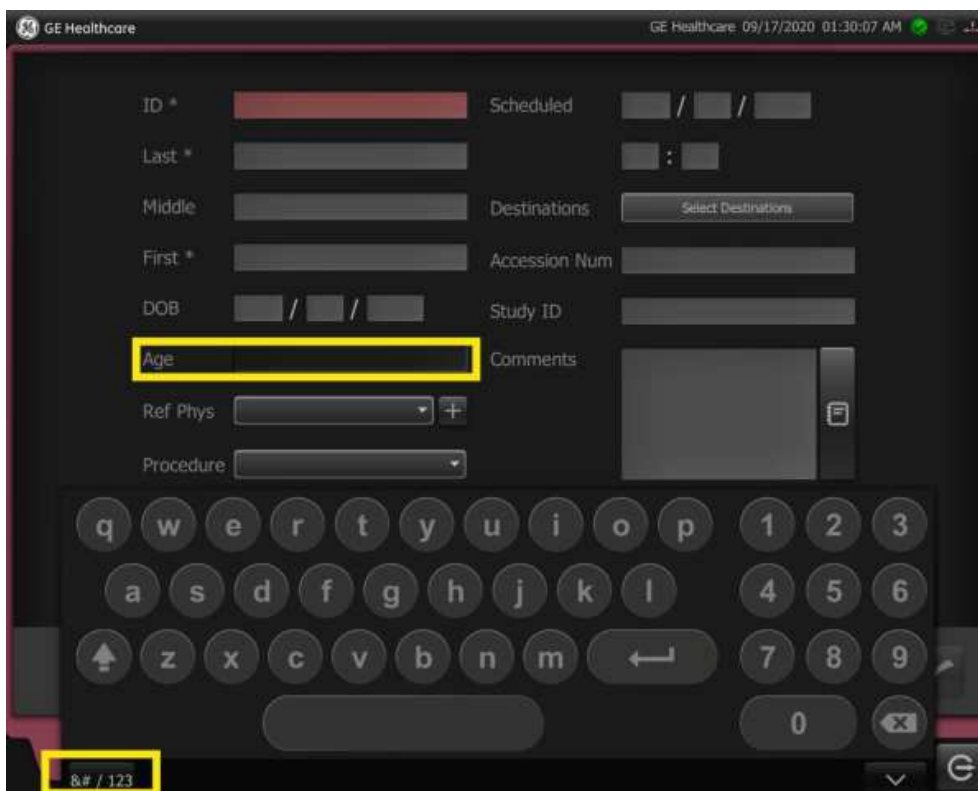 GE Healthcare
GE Healthcare 09/17/2020 01:30:07 AM
ID *
Scheduled / /
Last *
:
Middle
Destinations Select Destinations
First *
Accession Num
DOB / /
Study ID
Age
Comments
Ref Phys +
Procedure
q w e r t y u i o p 1 2 3
a s d f g h j k l 4 5 6
z x c v b n m 7 8 9
0
&# / 123